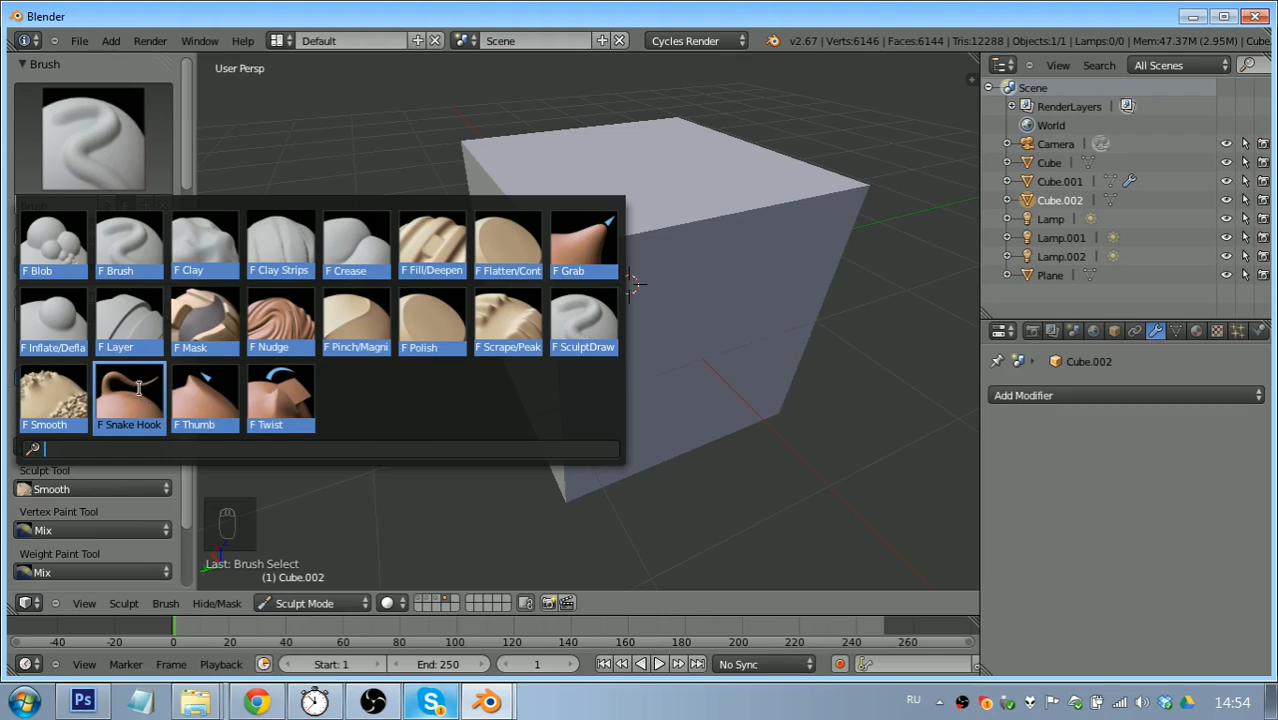 Blender
File Add Render Window Help Default Scene Cycles Render v2.67 | Verts:6146 | Faces:6144 | Tris:12288 | Objects:1/1 | Lamps:0/0 | Mem:47.37M (2.95M) | Cube.
Brush
User Persp
View Search All Scenes
Scene
RenderLayers
World
Camera
Cube
Cube.001
Cube.002
Lamp
Lamp.001
Lamp.002
Plane
F Blob F Brush F Clay F Clay Strips F Crease F Fill/Deepen F Flatten/Cont F Grab
F Inflate/Defla F Layer F Mask F Nudge F Pinch/Magni F Polish F Scrape/Peak F SculptDraw
F Smooth F Snake Hook F Thumb F Twist
Cube.002
Add Modifier
Sculpt Tool
Smooth
Vertex Paint Tool
Mix
Weight Paint Tool
Mix
Last: Brush Select
(1) Cube.002
View Sculpt Brush Hide/Mask Sculpt Mode
-40 -20 0 20 40 60 80 100 120 140 160 180 200 220 240 260
View Marker Frame Playback Start: 1 End: 250 1 No Sync
Ps S 1 RU 14:54